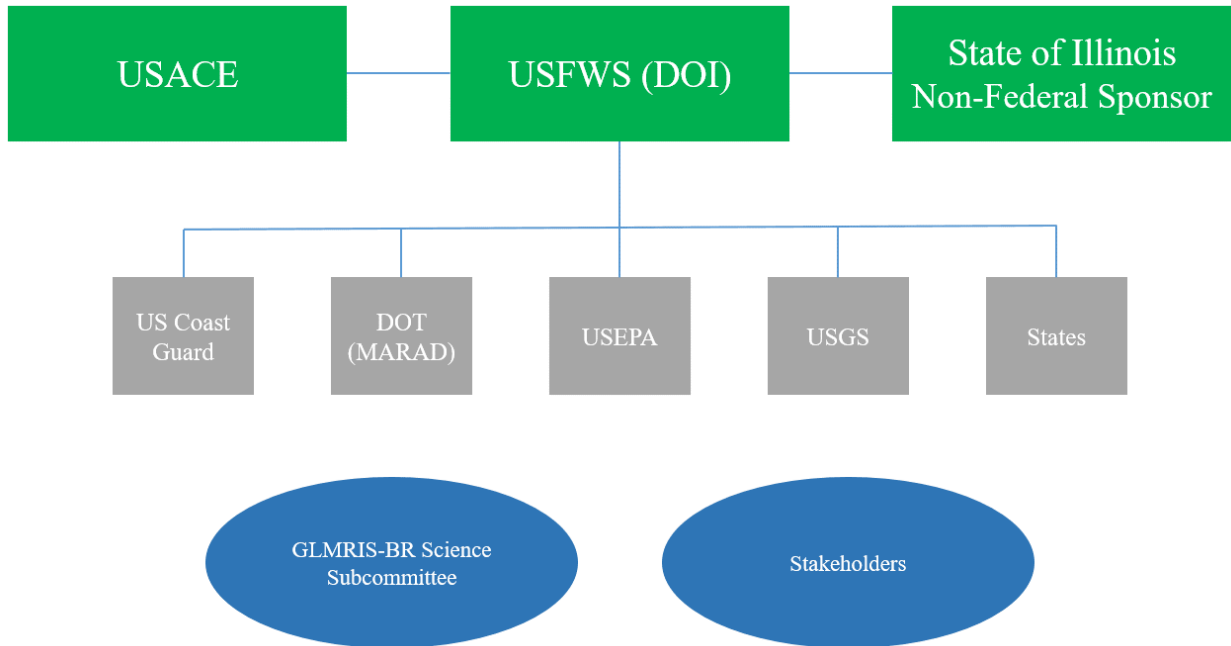 USACE
USFWS (DOI)
State of Illinois
Non-Federal Sponsor
US Coast
Guard
DOT
(MARAD)
USEPA
USGS
States
GLMRIS-BR Science
Subcommittee
Stakeholders